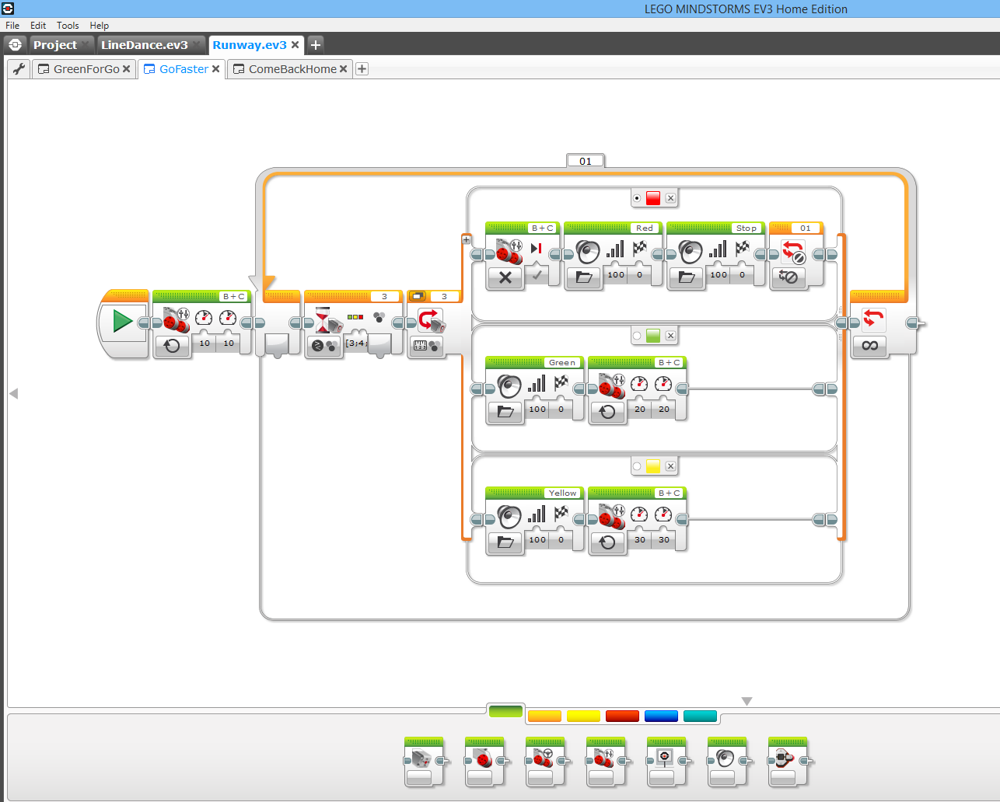 LEGO MINDSTORMS EV3 Home Edition
File Edit Tools Help
Project LineDance.ev3 Runway.ev3
GreenForGo GoFaster ComeBackHome
01
B+C Red Stop 01
100 0 100 0
B+C 3 3
10 10 [3;4;
Green B+C
100 0 20 20
Yellow B+C
100 0 30 30